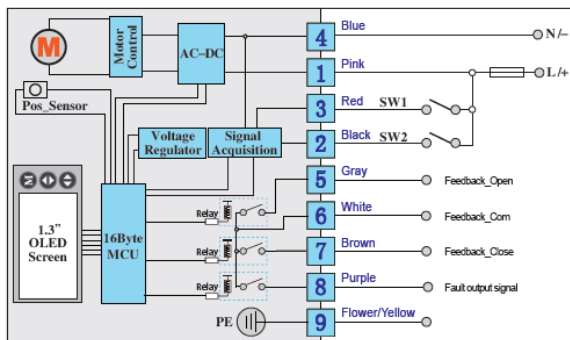 M
Motor Control
AC-DC
4 Blue N/-
1 Pink L/+
Pos_Sensor
3 Red SW1
Voltage Regulator
Signal Acquisition
2 Black SW2
M
5 Gray Feedback_Open
1.3” OLED Screen
16Byte MCU
Relay
6 White Feedback_Com
Relay
7 Brown Feedback_Close
Relay
8 Purple Fault output signal
PE
9 Flower/Yellow